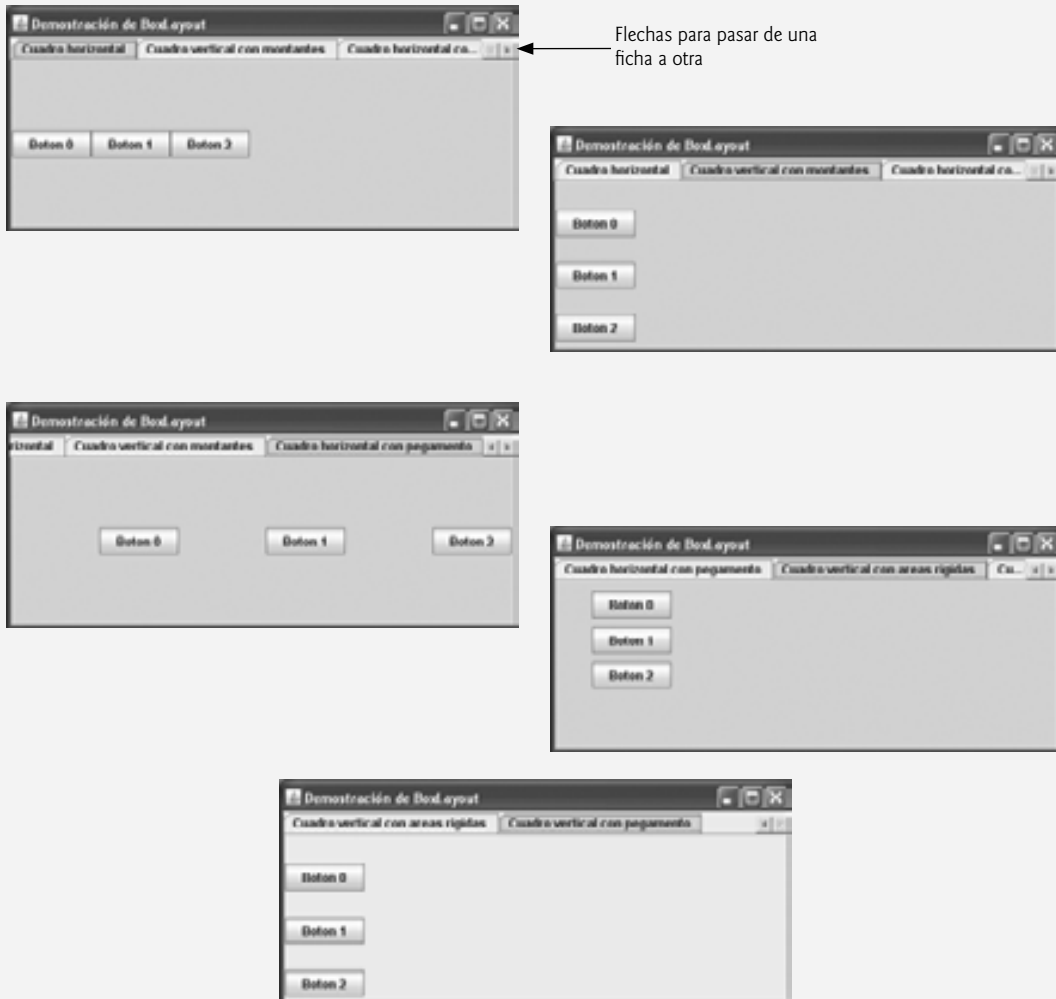 Demostración de BoxLayout
Cuadro horizontal Cuadro vertical con montantes Cuadro horizontal co...
Flechas para pasar de una
ficha a otra
Boton 0 Boton 1 Boton 2
Demostración de BoxLayout
Cuadro horizontal Cuadro vertical con montantes Cuadro horizontal co...
Boton 0
Boton 1
Boton 2
Demostración de BoxLayout
rizontal Cuadro vertical con montantes Cuadro horizontal con pegamento
Boton 0 Boton 1 Boton 2
Demostración de BoxLayout
Cuadro horizontal con pegamento Cuadro vertical con areas rigidas Cu...
Boton 0
Boton 1
Boton 2
Demostración de BoxLayout
Cuadro vertical con areas rigidas Cuadro vertical con pegamento
Boton 0
Boton 1
Boton 2